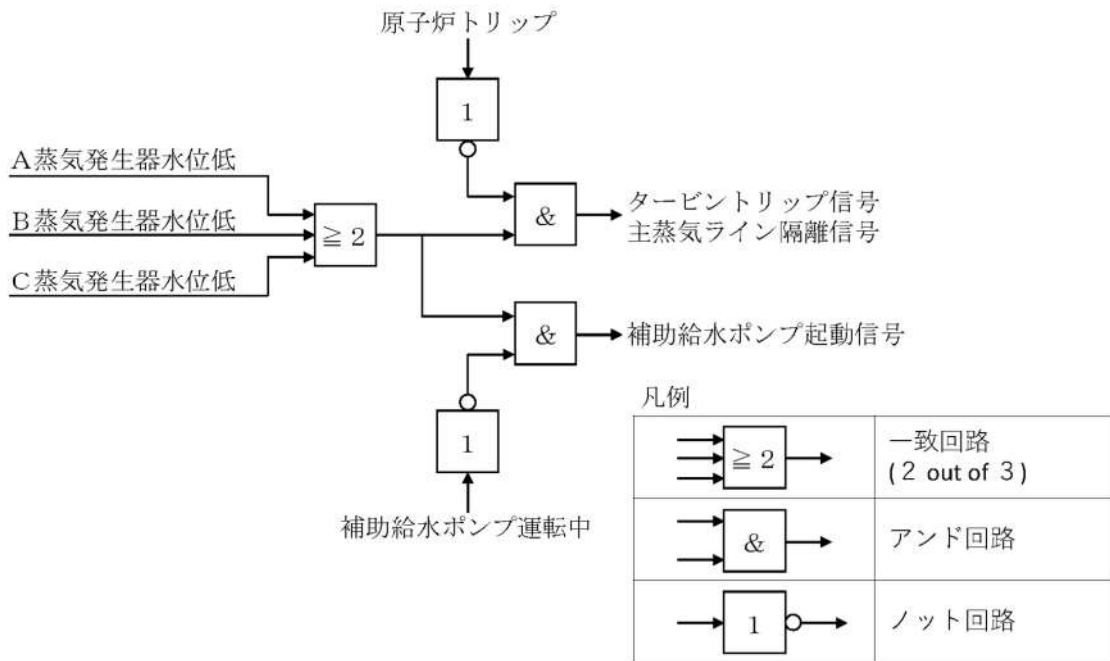 原子炉トリップ
1
A蒸気発生器水位低
B蒸気発生器水位低
C蒸気発生器水位低
≧2
&
タービントリップ信号
主蒸気ライン隔離信号
&
補助給水ポンプ起動信号
1
補助給水ポンプ運転中
凡例
≧2
一致回路
(2 out of 3)
&
アンド回路
1
ノット回路